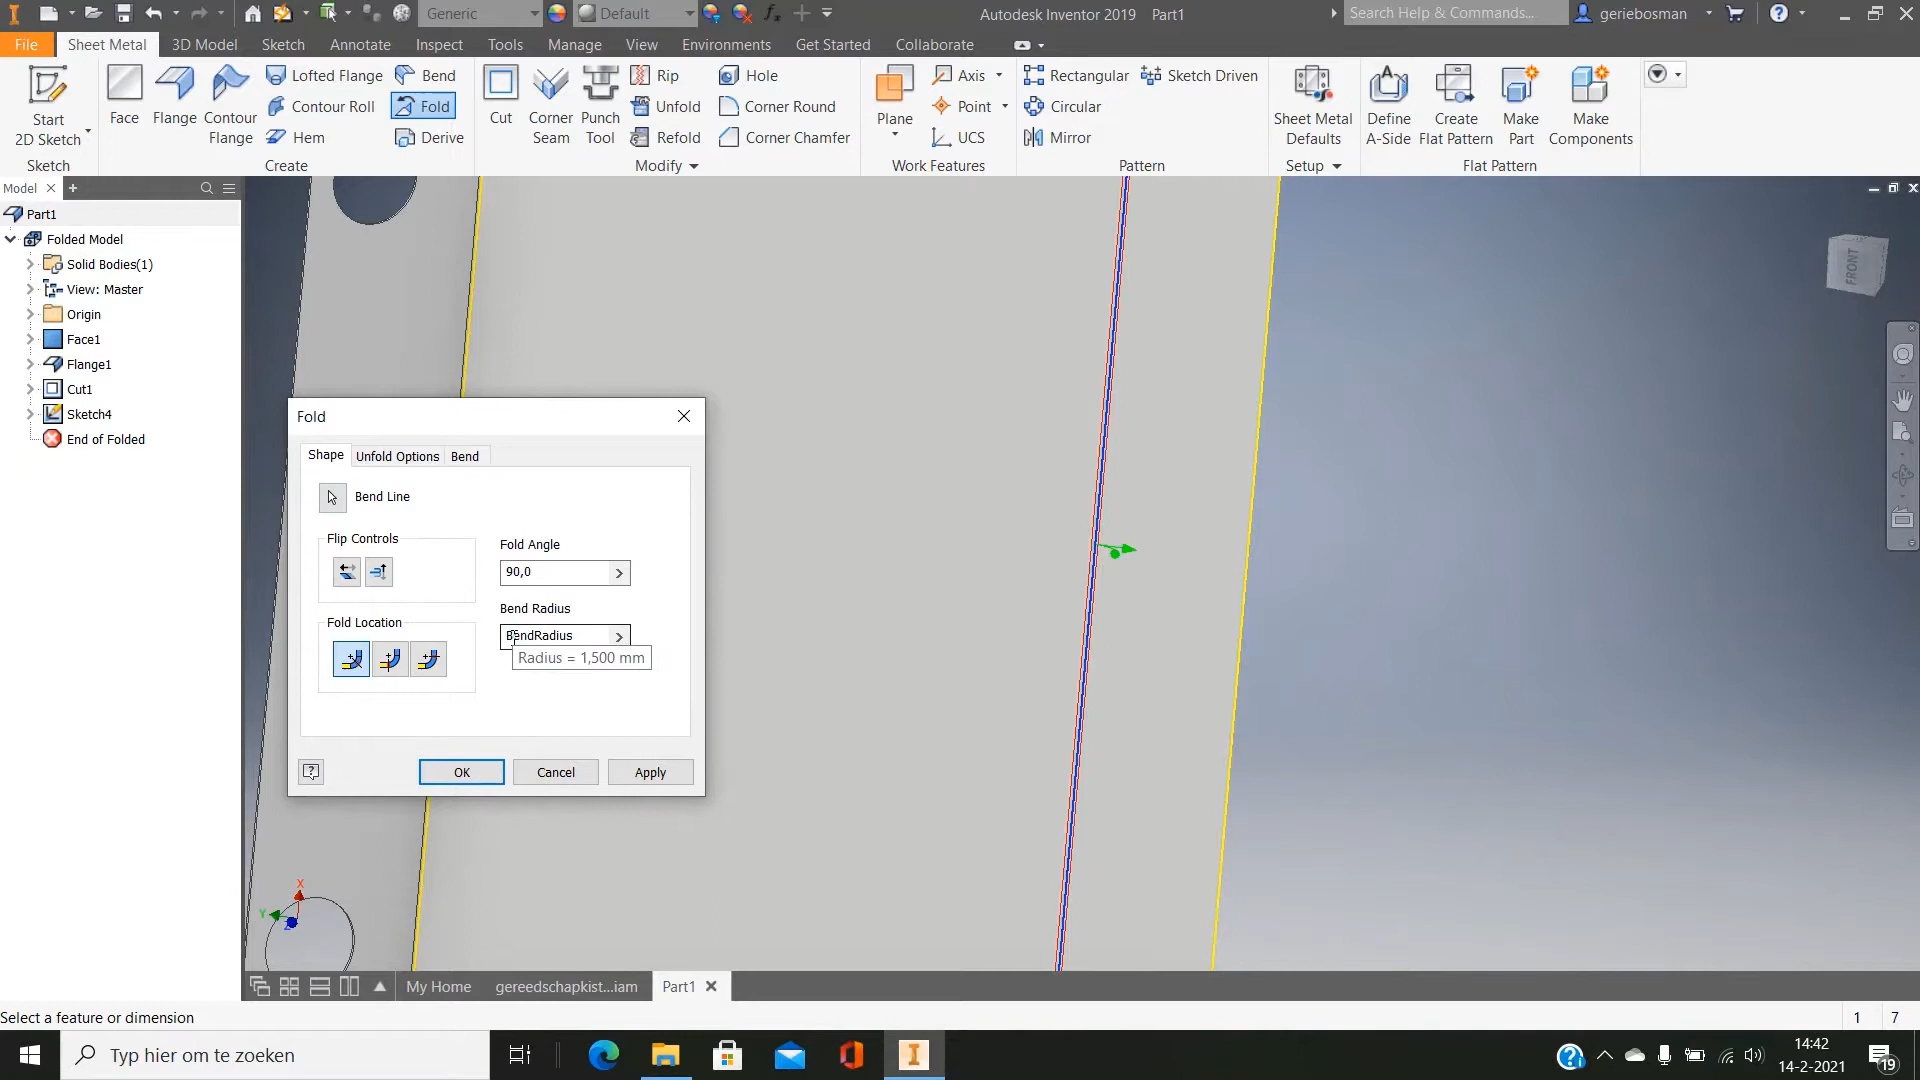 Generic
Default
Autodesk Inventor 2019 Part1
Search Help & Commands...
geriebosman
File
Sheet Metal
3D Model
Sketch
Annotate
Inspect
Tools
Manage
View
Environments
Get Started
Collaborate
Start
2D Sketch
Sketch
Face
Flange
Contour
Flange
Lofted Flange
Contour Roll
Hem
Bend
Fold
Derive
Create
Cut
Corner
Seam
Punch
Tool
Rip
Unfold
Refold
Hole
Corner Round
Corner Chamfer
Modify
Plane
Axis
Point
UCS
Work Features
Rectangular
Sketch Driven
Circular
Mirror
Pattern
Sheet Metal
Defaults
Setup
Define
A-Side
Create
Flat Pattern
Make
Part
Make
Components
Flat Pattern
Model
Part1
Folded Model
Solid Bodies(1)
View: Master
Origin
Face1
Flange1
Cut1
Sketch4
End of Folded
FRONT
Fold
Shape
Unfold Options
Bend
Bend Line
Flip Controls
Fold Angle
90,0
Bend Radius
BendRadius
Radius = 1,500 mm
Fold Location
OK
Cancel
Apply
X
Y
Z
My Home
gereedschapkist...iam
Part1
Select a feature or dimension
1
7
Typ hier om te zoeken
14:42
14-2-2021
19